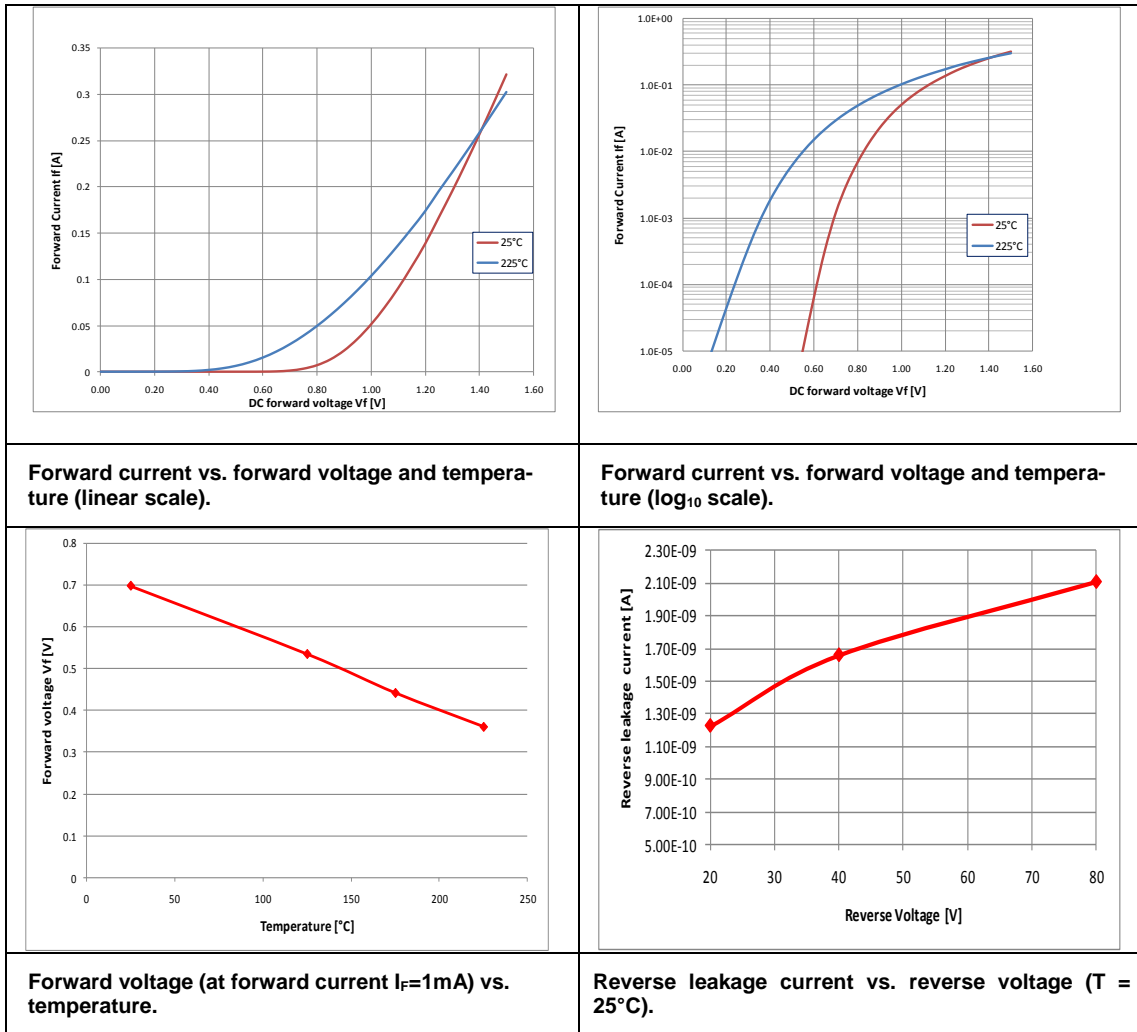 0.35
0.3
0.25
0.2
0.15
0.1
0.05
0
Forward Current If [A]
25°C
225°C
0.00 0.20 0.40 0.60 0.80 1.00 1.20 1.40 1.60
DC forward voltage Vf [V]
1.0E+00
1.0E-01
1.0E-02
1.0E-03
1.0E-04
1.0E-05
Forward Current If [A]
25°C
225°C
0.00 0.20 0.40 0.60 0.80 1.00 1.20 1.40 1.60
DC forward voltage Vf [V]
Forward current vs. forward voltage and tempera-
ture (linear scale).
Forward current vs. forward voltage and tempera-
ture (log10 scale).
0.8
0.7
0.6
0.5
0.4
0.3
0.2
0.1
0
Forward voltage Vf [V]
0 50 100 150 200 250
Temperature [°C]
2.30E-09
2.10E-09
1.90E-09
1.70E-09
1.50E-09
1.30E-09
1.10E-09
9.00E-10
7.00E-10
5.00E-10
Reverse leakage current [A]
20 30 40 50 60 70 80
Reverse Voltage [V]
Forward voltage (at forward current IF=1mA) vs.
temperature.
Reverse leakage current vs. reverse voltage (T =
25°C).